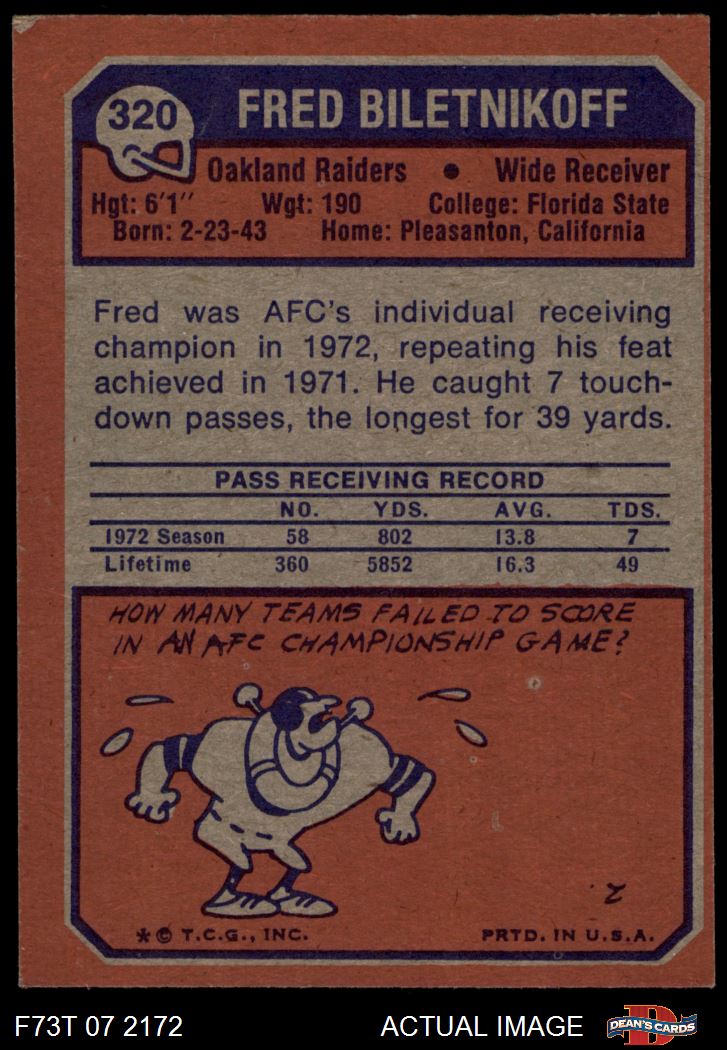 320
FRED BILETNIKOFF
Oakland Raiders • Wide Receiver
Hgt: 6'1" Wgt: 190 College: Florida State
Born: 2-23-43 Home: Pleasanton, California
Fred was AFC's individual receiving
champion in 1972, repeating his feat
achieved in 1971. He caught 7 touch-
down passes, the longest for 39 yards.
PASS RECEIVING RECORD
NO. YDS. AVG. TDS.
1972 Season 58 802 13.8 7
Lifetime 360 5852 16.3 49
HOW MANY TEAMS FAILED TO SCORE
IN AN AFC CHAMPIONSHIP GAME?
2
* © T.C.G., INC. PRTD. IN U.S.A.
F73T 07 2172 ACTUAL IMAGE
D
DEAN'S CARDS